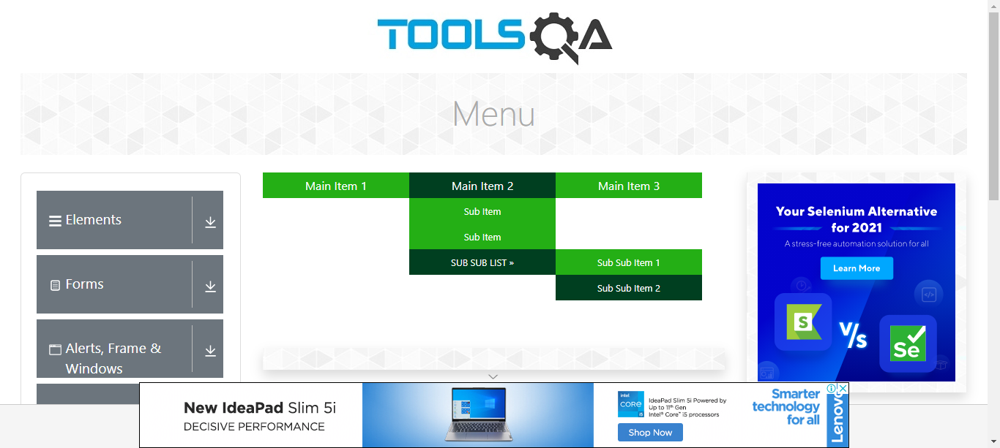 TOOLSQA
Menu
Elements
Forms
Alerts, Frame &
Windows
Main Item 1
Main Item 2
Main Item 3
Sub Item
Sub Item
SUB SUB LIST »
Sub Sub Item 1
Sub Sub Item 2
Your Selenium Alternative
for 2021
A stress-free automation solution for all
Learn More
S
V/s
Se
New IdeaPad Slim 5i
DECISIVE PERFORMANCE
intel
CORE
i5
IdeaPad Slim 5i Powered by
Up to 11th Gen
Intel® Core™ i5 processors
Shop Now
Smarter
technology
for all
Lenovo